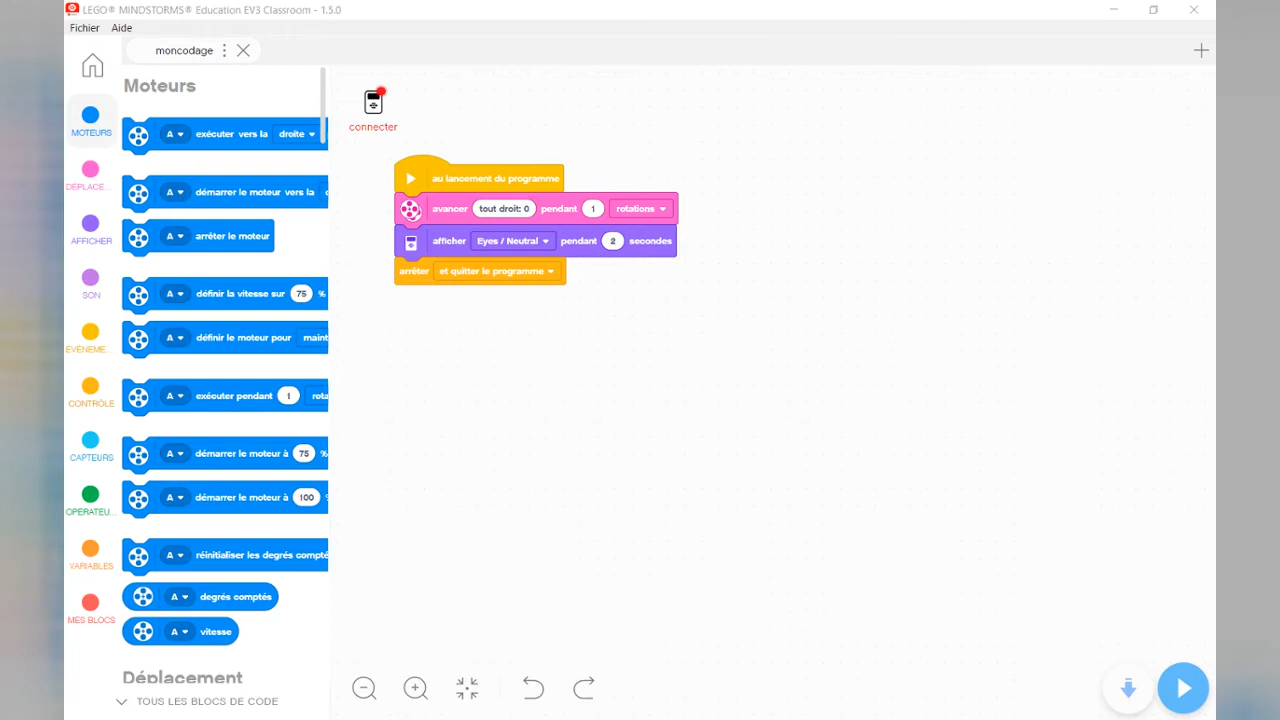 LEGO® MINDSTORMS® Education EV3 Classroom - 1.5.0
Fichier Aide
moncodage
MOTEURS
DÉPLACE...
AFFICHER
SON
ÉVÉNEME...
CONTRÔLE
CAPTEURS
OPÉRATEU...
VARIABLES
MES BLOCS
Moteurs
A exécuter vers la droite
A démarrer le moteur vers la
A arrêter le moteur
A définir la vitesse sur 75 %
A définir le moteur pour maint
A exécuter pendant 1 rota
A démarrer le moteur à 75 %
A démarrer le moteur à 100
A réinitialiser les degrés compté
A degrés comptés
A vitesse
Déplacement
TOUS LES BLOCS DE CODE
connecter
au lancement du programme
avancer tout droit: 0 pendant 1 rotations
afficher Eyes / Neutral pendant 2 secondes
arrêter et quitter le programme